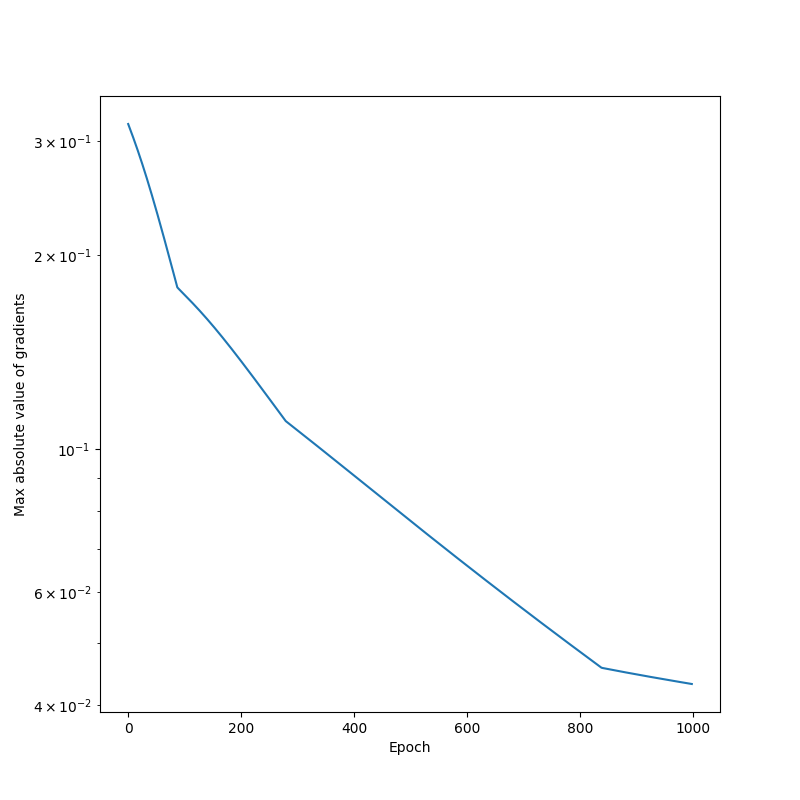 Max absolute value of gradients
3 × 10⁻¹
2 × 10⁻¹
10⁻¹
6 × 10⁻²
4 × 10⁻²
0 200 400 600 800 1000
Epoch